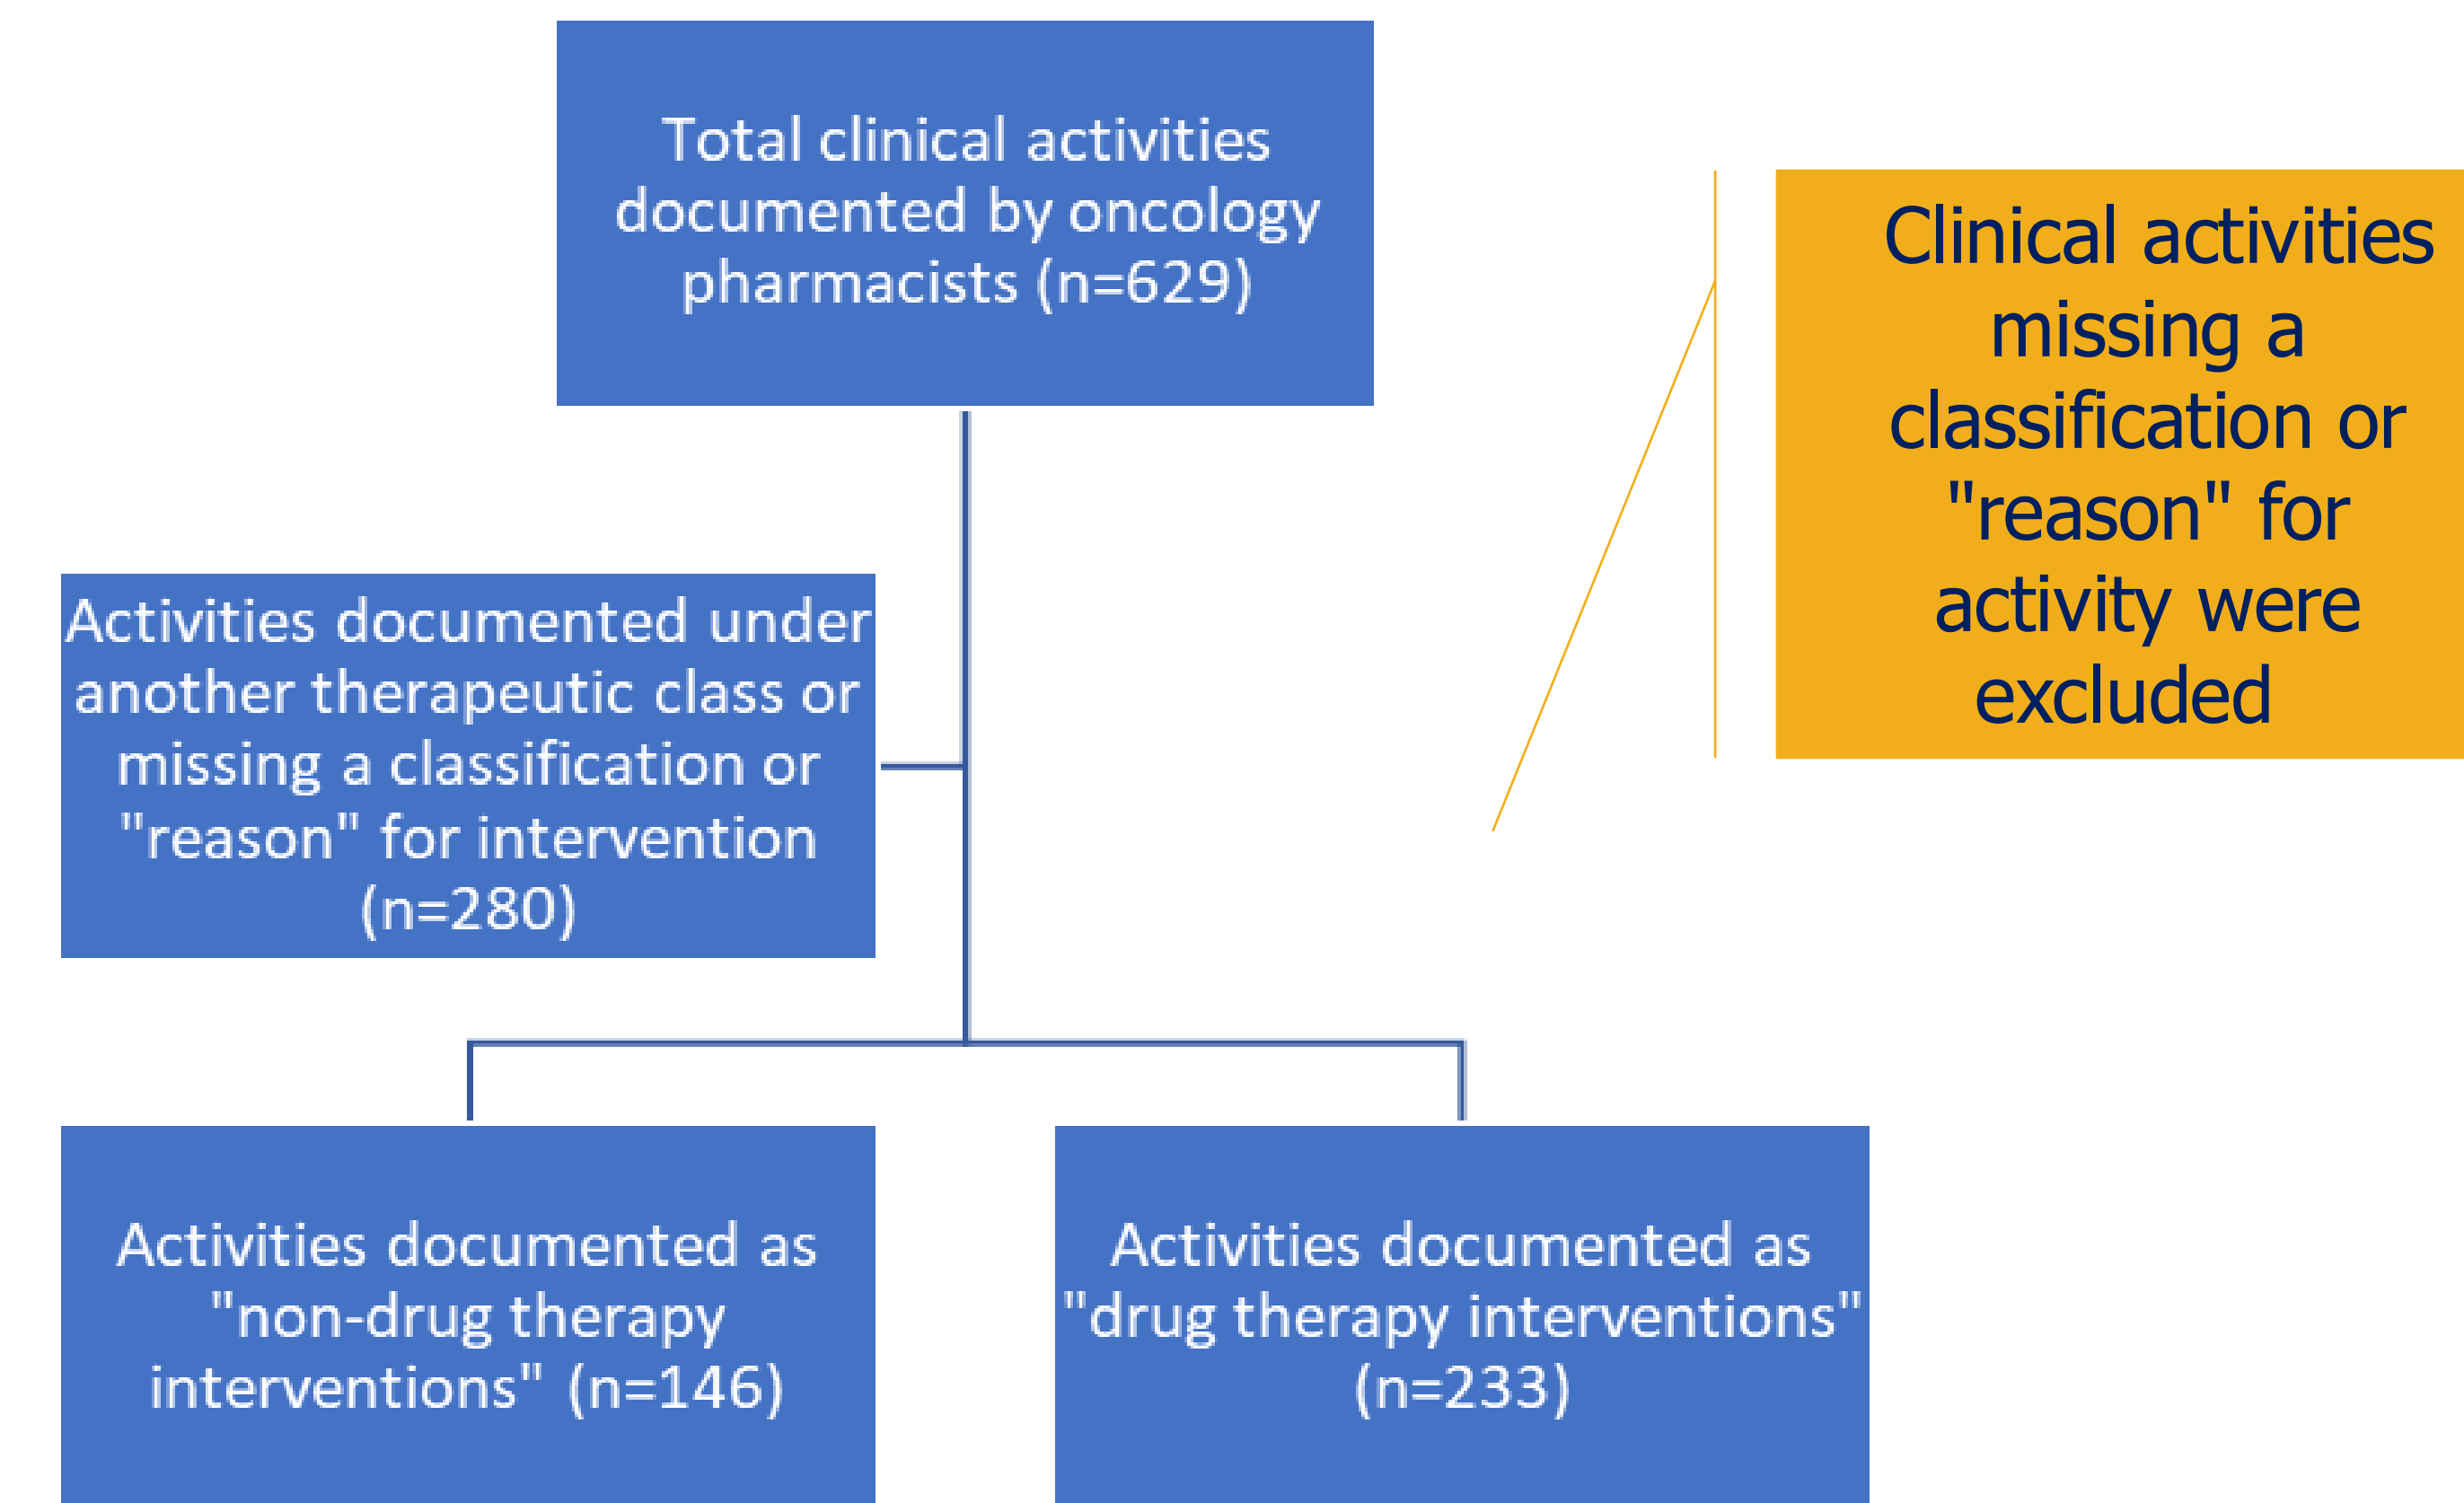 Total clinical activities
documented by oncology
pharmacists (n=629)
Clinical activities
missing a
classification or
"reason" for
activity were
excluded
Activities documented under
another therapeutic class or
missing a classification or
"reason" for intervention
(n=280)
Activities documented as
"non-drug therapy
interventions" (n=146)
Activities documented as
"drug therapy interventions"
(n=233)